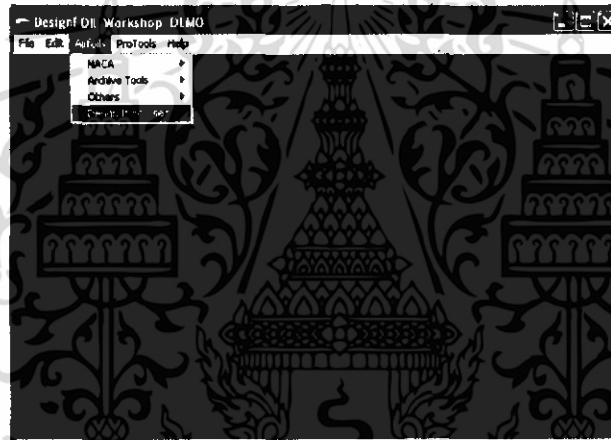 DesignFOIL Workshop DEMO
File Edit Airfoils ProTools Help
NACA
Archive Tools
Others